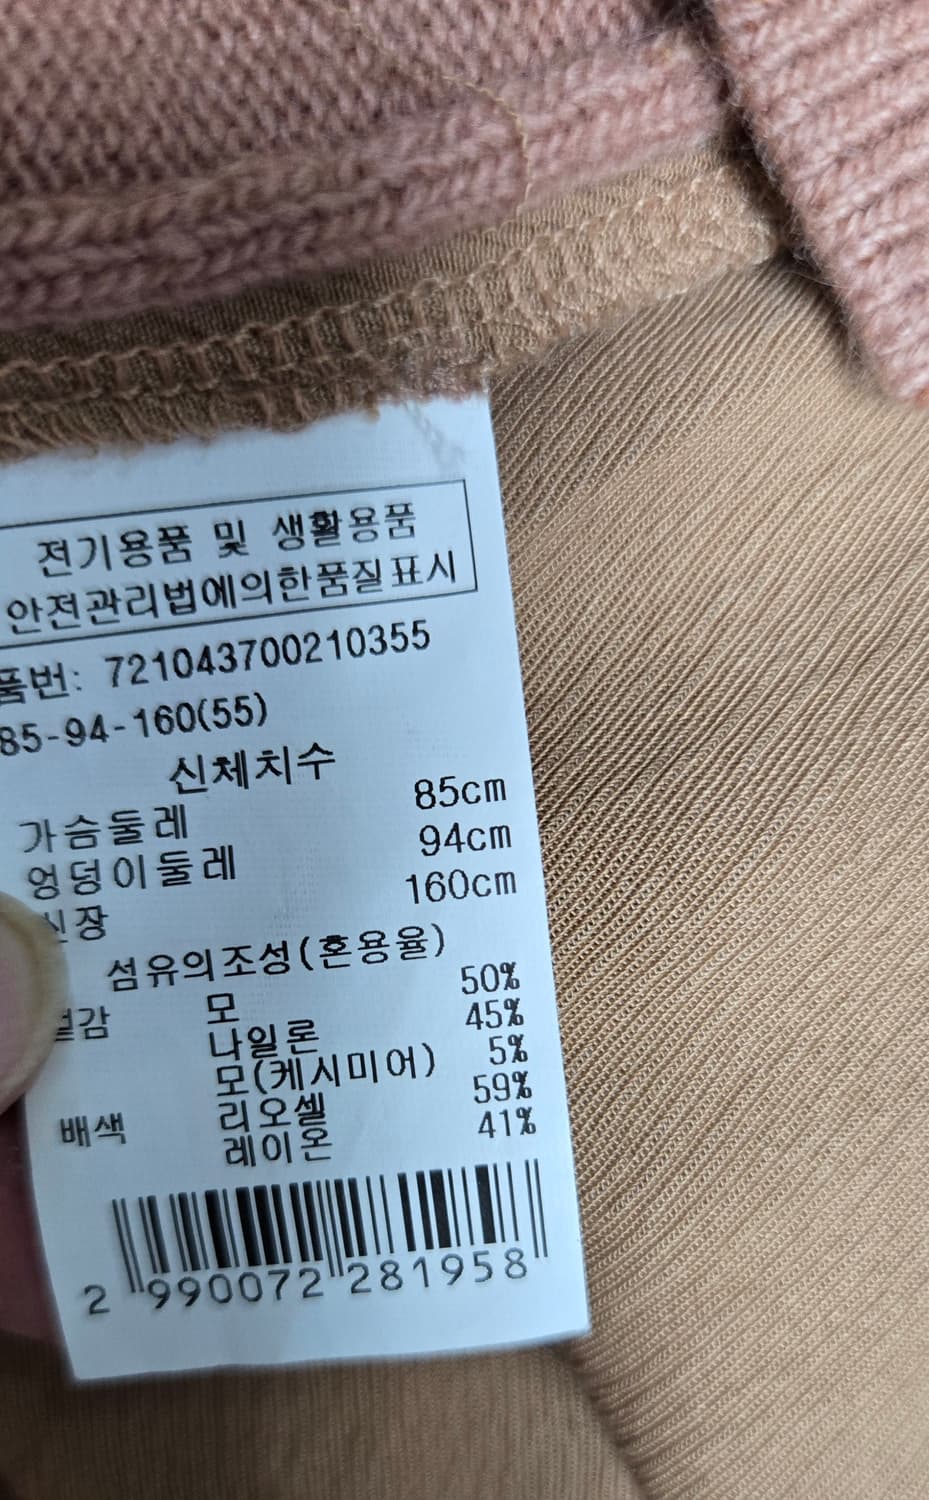 전기용품 및 생활용품
안전관리법에의한품질표시
품번: 721043700210355
85-94-160(55)
신체치수
가슴둘레 85cm
엉덩이둘레 94cm
신장 160cm
섬유의조성(혼용율)
겉감 모 50%
나일론 45%
모(케시미어) 5%
배색 리오셀 59%
레이온 41%
2 990072 281958